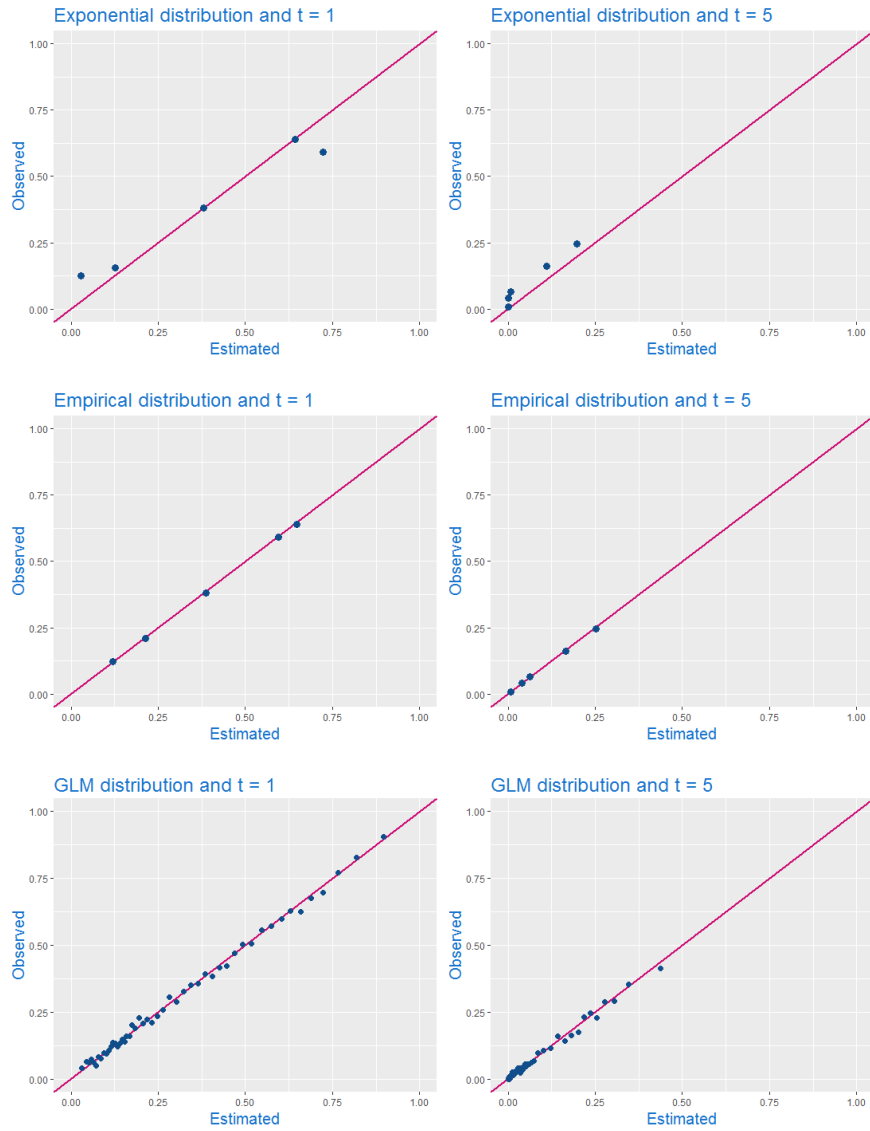 Exponential distribution and t = 1
1.00
0.75
0.50
0.25
0.00
Observed
0.00 0.25 0.50 0.75 1.00
Estimated
Exponential distribution and t = 5
1.00
0.75
0.50
0.25
0.00
Observed
0.00 0.25 0.50 0.75 1.00
Estimated
Empirical distribution and t = 1
1.00
0.75
0.50
0.25
0.00
Observed
0.00 0.25 0.50 0.75 1.00
Estimated
Empirical distribution and t = 5
1.00
0.75
0.50
0.25
0.00
Observed
0.00 0.25 0.50 0.75 1.00
Estimated
GLM distribution and t = 1
1.00
0.75
0.50
0.25
0.00
Observed
0.00 0.25 0.50 0.75 1.00
Estimated
GLM distribution and t = 5
1.00
0.75
0.50
0.25
0.00
Observed
0.00 0.25 0.50 0.75 1.00
Estimated